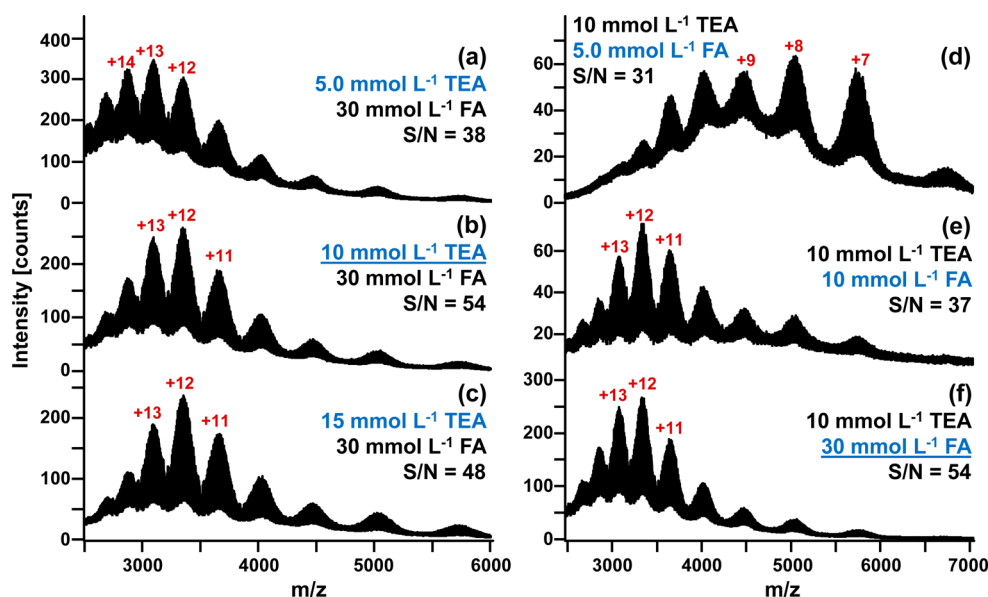 400
300
200
100
0
+14
+13
+12
(a)
5.0 mmol L⁻¹ TEA
30 mmol L⁻¹ FA
S/N = 38
200
100
0
+13
+12
+11
(b)
10 mmol L⁻¹ TEA
30 mmol L⁻¹ FA
S/N = 54
200
100
0
+13
+12
+11
(c)
15 mmol L⁻¹ TEA
30 mmol L⁻¹ FA
S/N = 48
Intensity [counts]
3000 4000 5000 6000
m/z
60
40
20
0
10 mmol L⁻¹ TEA
5.0 mmol L⁻¹ FA
S/N = 31
+9
+8
+7
(d)
60
40
20
+13
+12
+11
(e)
10 mmol L⁻¹ TEA
10 mmol L⁻¹ FA
S/N = 37
300
200
100
0
+13
+12
+11
(f)
10 mmol L⁻¹ TEA
30 mmol L⁻¹ FA
S/N = 54
3000 4000 5000 6000 7000
m/z